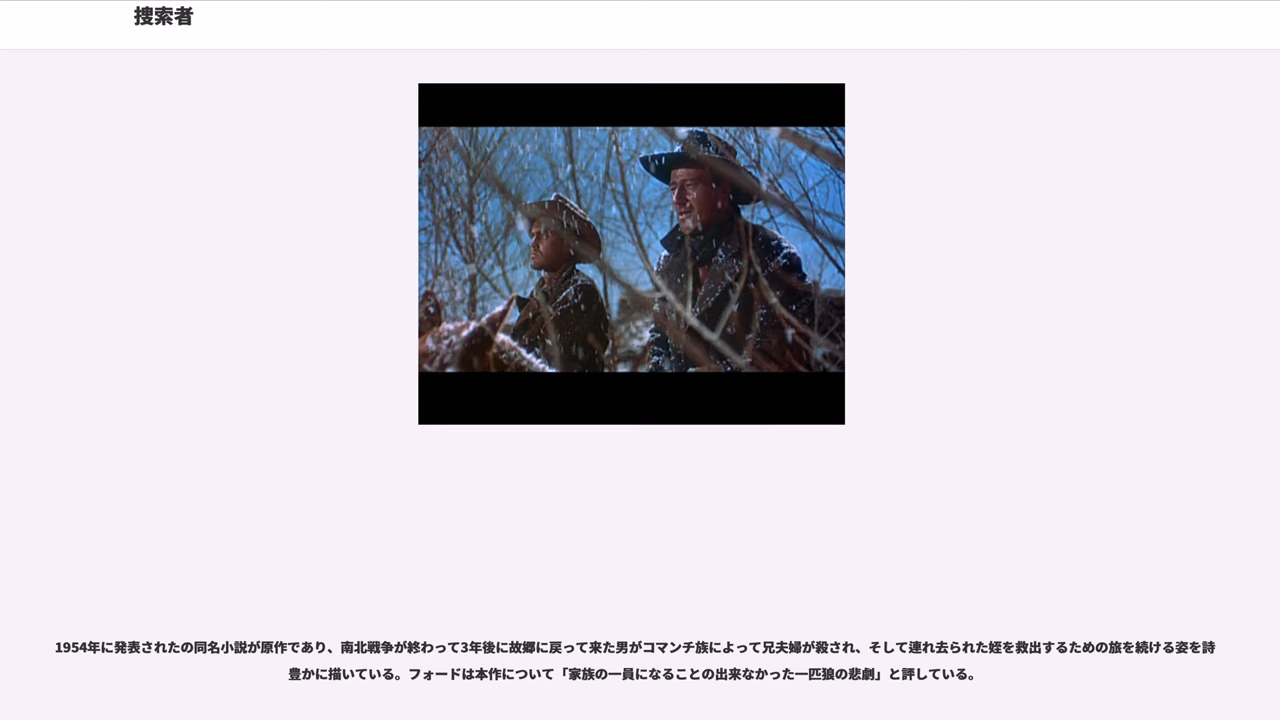 捜索者
1954年に発表されたの同名小説が原作であり、南北戦争が終わって3年後に故郷に戻って来た男がコマンチ族によって兄夫婦が殺され、そして連れ去られた姪を救出するための旅を続ける姿を詩
豊かに描いている。フォードは本作について「家族の一員になることの出来なかった一匹狼の悲劇」と評している。